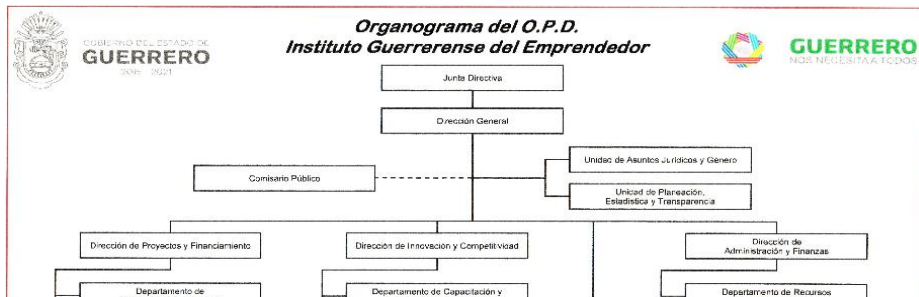 Organograma del O.P.D.
Instituto Guerrerense del Emprendedor
GOBIERNO DEL ESTADO DE
GUERRERO
2015 - 2021
GUERRERO
NOS NECESITA A TODOS
Junta Directiva
Dirección General
Unidad de Asuntos Jurídicos y Género
Comisario Público
Unidad de Planeación,
Estadística y Transparencia
Dirección de Proyectos y Financiamiento
Dirección de Innovación y Competitividad
Dirección de
Administración y Finanzas
Departamento de
Departamento de Capacitación y
Departamento de Recursos